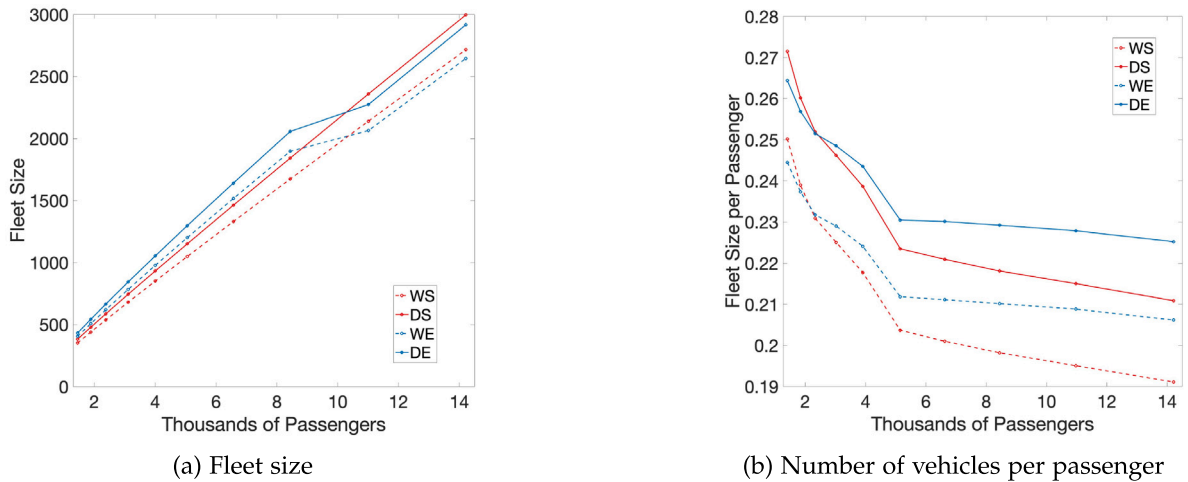 3000
2500
2000
1500
1000
500
0
Fleet Size
WS
DS
WE
DE
2 4 6 8 10 12 14
Thousands of Passengers
(a) Fleet size
0.28
0.27
0.26
0.25
0.24
0.23
0.22
0.21
0.2
0.19
Fleet Size per Passenger
WS
DS
WE
DE
2 4 6 8 10 12 14
Thousands of Passengers
(b) Number of vehicles per passenger